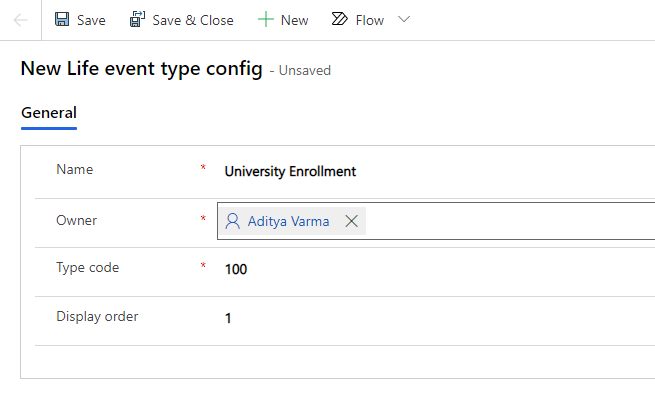 Save Save & Close New Flow
New Life event type config - Unsaved
General
Name * University Enrollment
Owner * Aditya Varma
Type code * 100
Display order 1